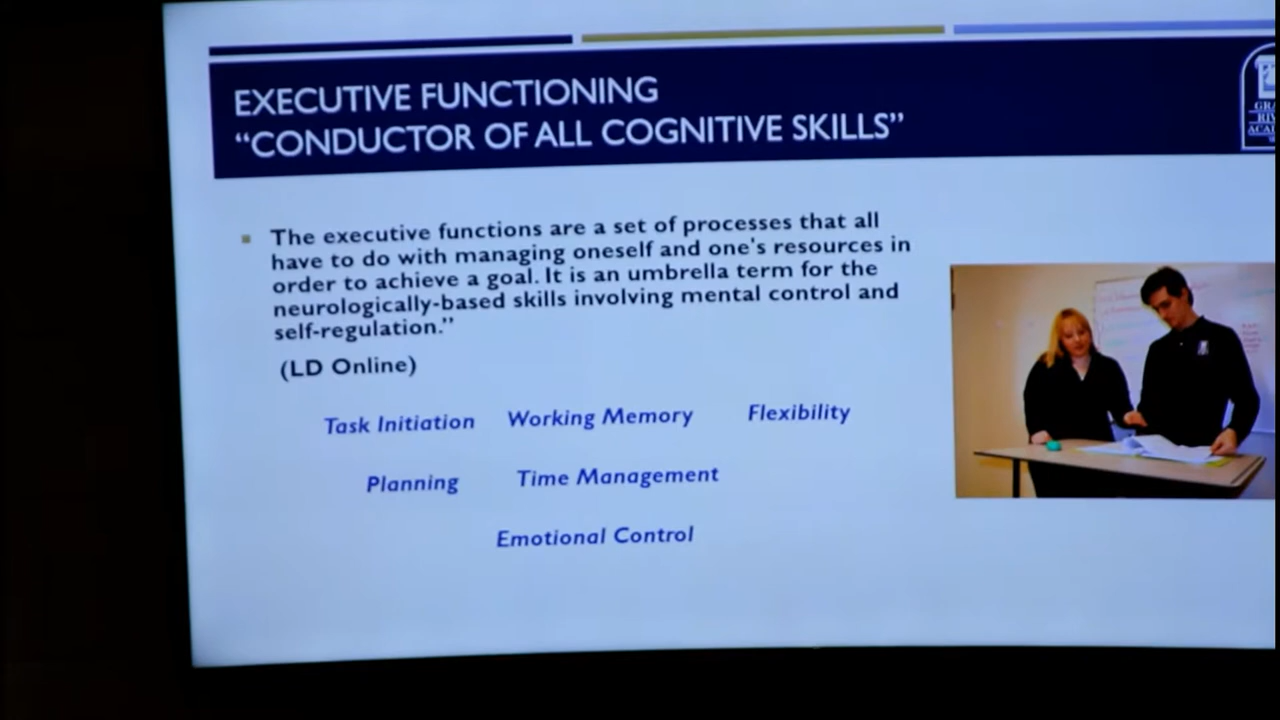 EXECUTIVE FUNCTIONING
“CONDUCTOR OF ALL COGNITIVE SKILLS”
The executive functions are a set of processes that all
have to do with managing oneself and one's resources in
order to achieve a goal. It is an umbrella term for the
neurologically-based skills involving mental control and
self-regulation.”
(LD Online)
Task Initiation Working Memory Flexibility
Planning Time Management
Emotional Control